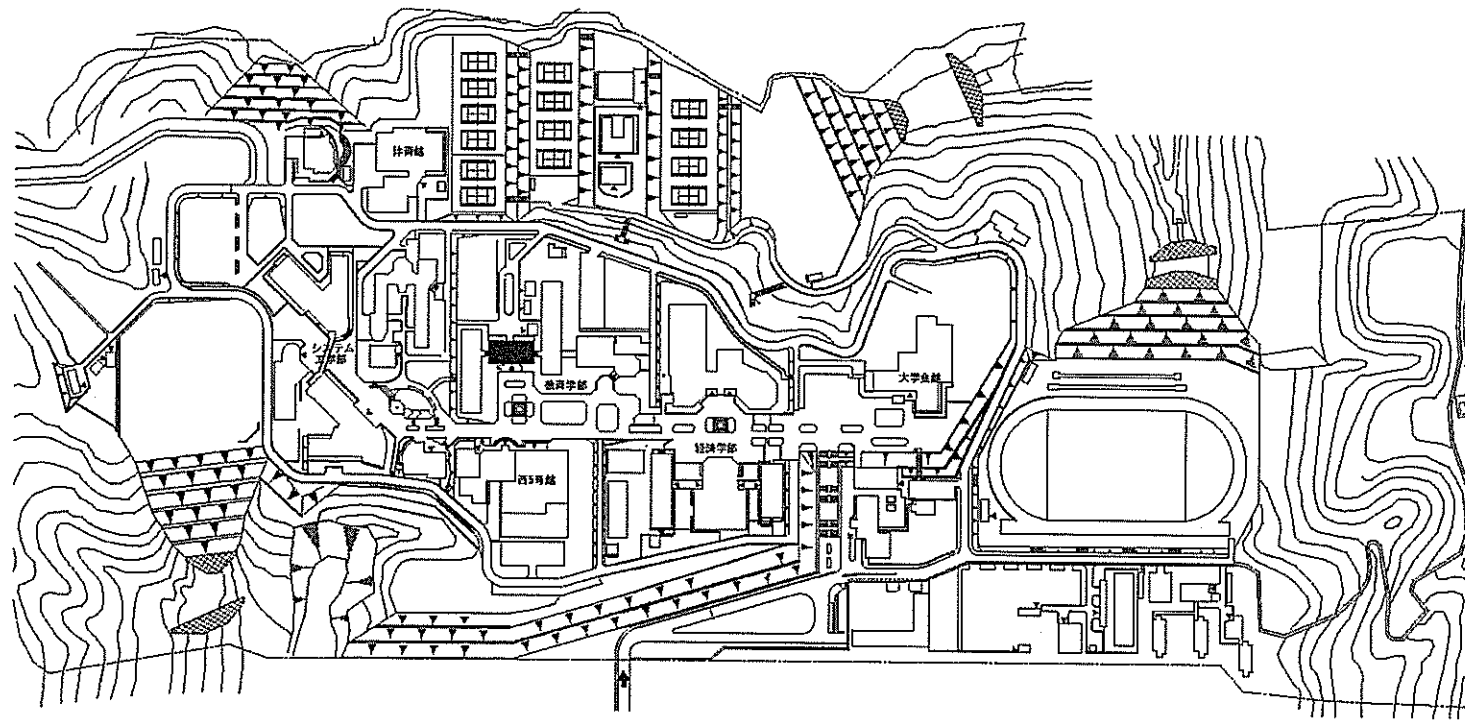 体育館
システム
工学部
教育学部
大学会館
経済学部
西5号館